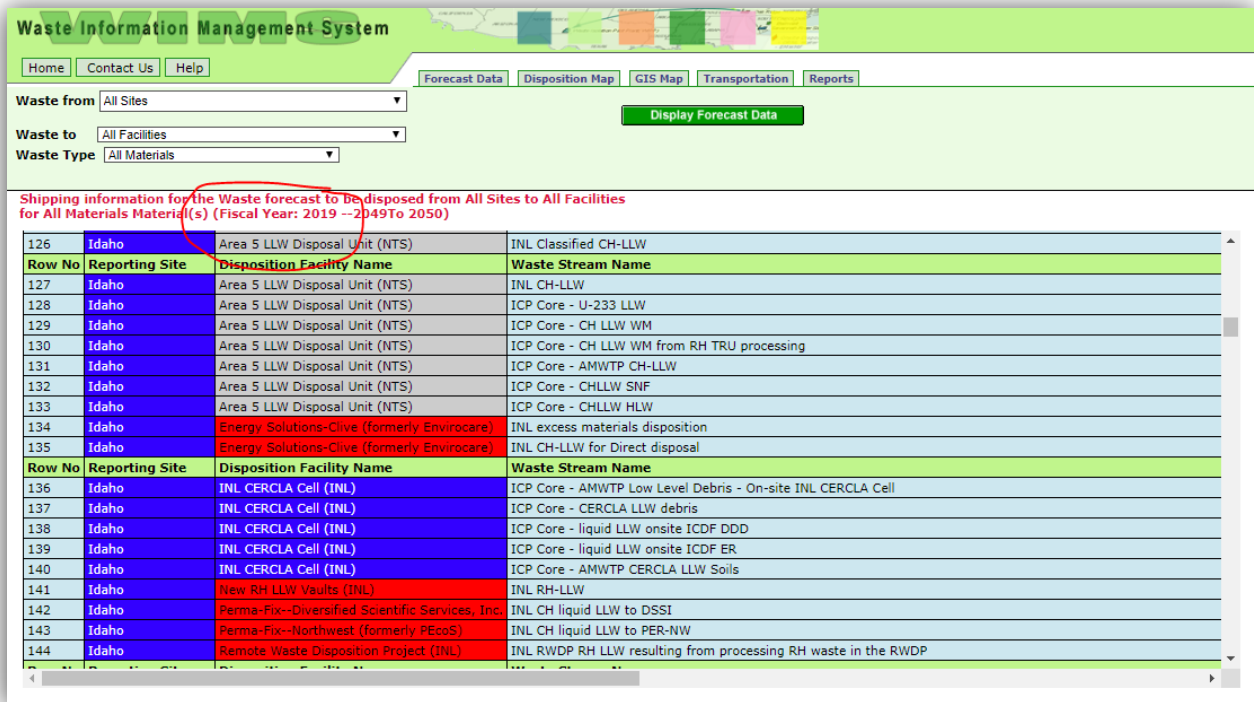 Waste Information Management System
Home Contact Us Help
Forecast Data Disposition Map GIS Map Transportation Reports
Waste from All Sites
Display Forecast Data
Waste to All Facilities
Waste Type All Materials
Shipping information for the Waste forecast to be disposed from All Sites to All Facilities
for All Materials Material(s) (Fiscal Year: 2019 --2049To 2050)
126 Idaho Area 5 LLW Disposal Unit (NTS) INL Classified CH-LLW
Row No Reporting Site Disposition Facility Name Waste Stream Name
127 Idaho Area 5 LLW Disposal Unit (NTS) INL CH-LLW
128 Idaho Area 5 LLW Disposal Unit (NTS) ICP Core - U-233 LLW
129 Idaho Area 5 LLW Disposal Unit (NTS) ICP Core - CH LLW WM
130 Idaho Area 5 LLW Disposal Unit (NTS) ICP Core - CH LLW WM from RH TRU processing
131 Idaho Area 5 LLW Disposal Unit (NTS) ICP Core - AMWTP CH-LLW
132 Idaho Area 5 LLW Disposal Unit (NTS) ICP Core - CHLLW SNF
133 Idaho Area 5 LLW Disposal Unit (NTS) ICP Core - CHLLW HLW
134 Idaho Energy Solutions-Clive (formerly Envirocare) INL excess materials disposition
135 Idaho Energy Solutions-Clive (formerly Envirocare) INL CH-LLW for Direct disposal
Row No Reporting Site Disposition Facility Name Waste Stream Name
136 Idaho INL CERCLA Cell (INL) ICP Core - AMWTP Low Level Debris - On-site INL CERCLA Cell
137 Idaho INL CERCLA Cell (INL) ICP Core - CERCLA LLW debris
138 Idaho INL CERCLA Cell (INL) ICP Core - liquid LLW onsite ICDF DDD
139 Idaho INL CERCLA Cell (INL) ICP Core - liquid LLW onsite ICDF ER
140 Idaho INL CERCLA Cell (INL) ICP Core - AMWTP CERCLA LLW Soils
141 Idaho New RH LLW Vaults (INL) INL RH-LLW
142 Idaho Perma-Fix--Diversified Scientific Services, Inc. INL CH liquid LLW to DSSI
143 Idaho Perma-Fix--Northwest (formerly PEcoS) INL CH liquid LLW to PER-NW
144 Idaho Remote Waste Disposition Project (INL) INL RWDP RH LLW resulting from processing RH waste in the RWDP